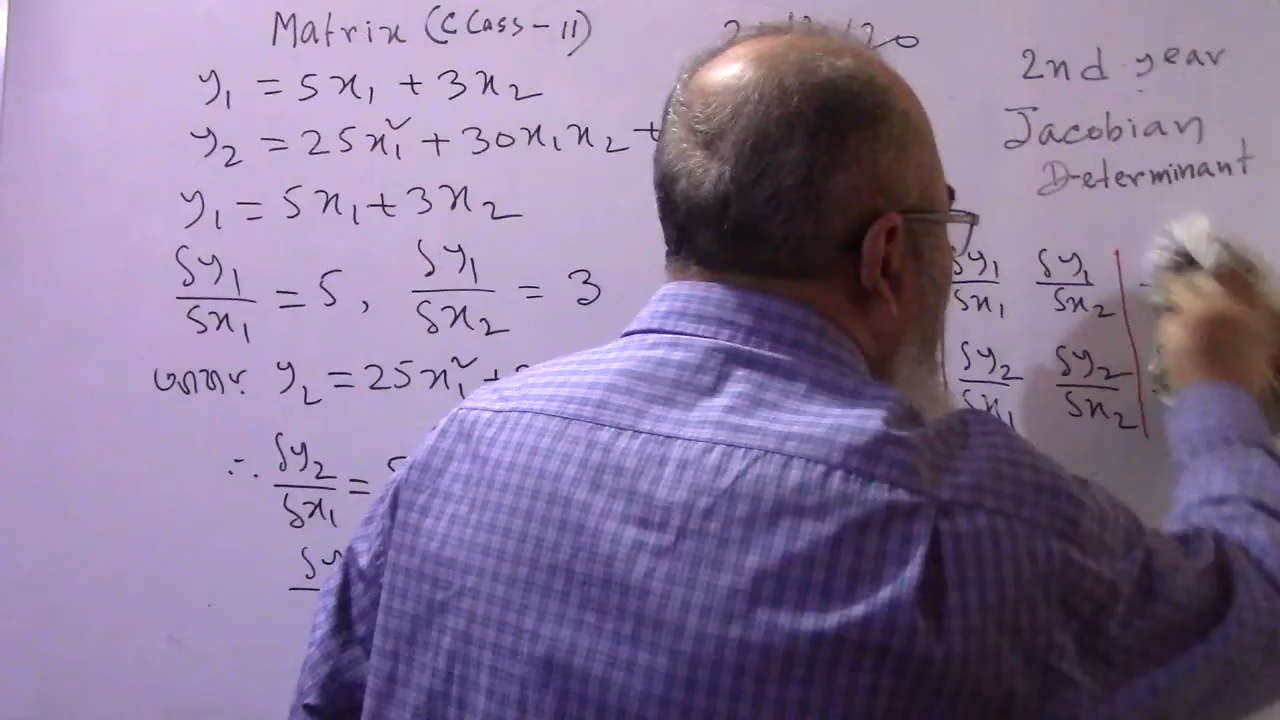 Matrix (CLass-11)
2nd year
Jacobian
Determinant
y₁ = 5x₁ + 3x₂
y₂ = 25x₁² + 30x₁x₂ +
y₁ = 5x₁ + 3x₂
δy₁/δx₁ = 5, δy₁/δx₂ = 3
y₂ = 25x₁² +
∴ δy₂/δx₁ =
δy₁/δx₁ δy₁/δx₂
δy₂/δx₁ δy₂/δx₂